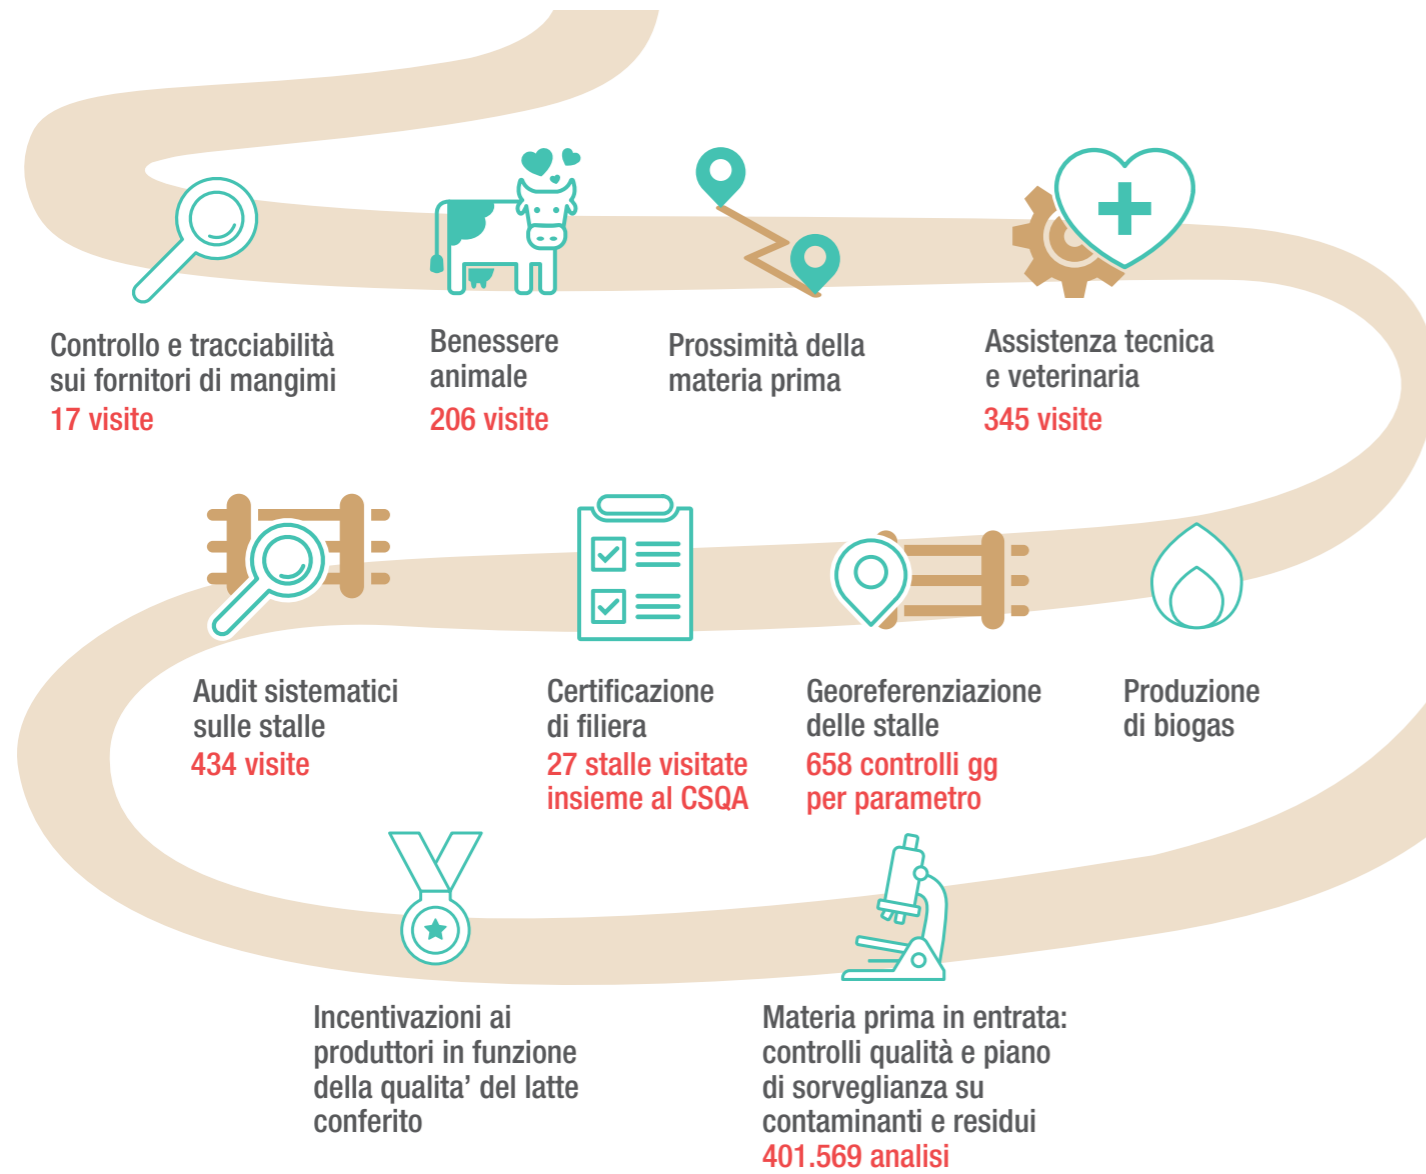 Controllo e tracciabilità
sui fornitori di mangimi
17 visite
Benessere
animale
206 visite
Prossimità della
materia prima
Assistenza tecnica
e veterinaria
345 visite
Audit sistematici
sulle stalle
434 visite
Certificazione
di filiera
27 stalle visitate
insieme al CSQA
Georeferenziazione
delle stalle
658 controlli gg
per parametro
Produzione
di biogas
Incentivazioni ai
produttori in funzione
della qualita' del latte
conferito
Materia prima in entrata:
controlli qualità e piano
di sorveglianza su
contaminanti e residui
401.569 analisi